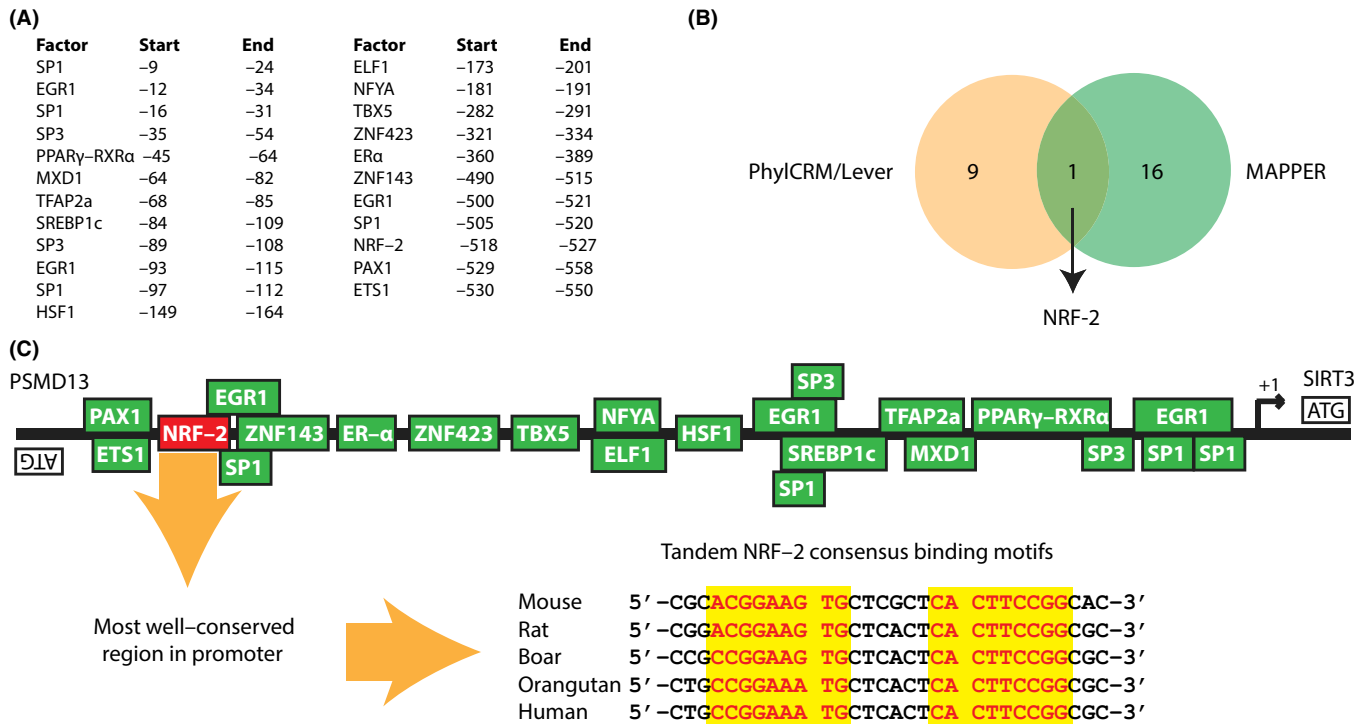 (A)
Factor Start End Factor Start End
SP1 –9 –24 ELF1 –173 –201
EGR1 –12 –34 NFYA –181 –191
SP1 –16 –31 TBX5 –282 –291
SP3 –35 –54 ZNF423 –321 –334
PPARγ–RXRα –45 –64 ERα –360 –389
MXD1 –64 –82 ZNF143 –490 –515
TFAP2a –68 –85 EGR1 –500 –521
SREBP1c –84 –109 SP1 –505 –520
SP3 –89 –108 NRF–2 –518 –527
EGR1 –93 –115 PAX1 –529 –558
SP1 –97 –112 ETS1 –530 –550
HSF1 –149 –164
(B)
PhylCRM/Lever 9 1 16 MAPPER
NRF-2
(C)
PSMD13
SP3
+1
SIRT3
EGR1
PAX1 NFYA EGR1 TFAP2a PPARγ–RXRα EGR1 ATG
NRF–2 ZNF143 ER–α ZNF423 TBX5 HSF1
ATG ETS1 SP1 ELF1 SREBP1c MXD1 SP3 SP1 SP1
SP1
Tandem NRF–2 consensus binding motifs
Most well–conserved
region in promoter
Mouse 5′–CGCACGGAAG TGCTCGCTCA CTTCCGGCAC–3′
Rat 5′–CGGACGGAAG TGCTCACTCA CTTCCGGCGC–3′
Boar 5′–CCGCCGGAAG TGCTCACTCA CTTCCGGCGC–3′
Orangutan 5′–CTGCCGGAAA TGCTCACTCA CTTCCGGCGC–3′
Human 5′–CTGCCGGAAA TGCTCACTCA CTTCCGGCGC–3′